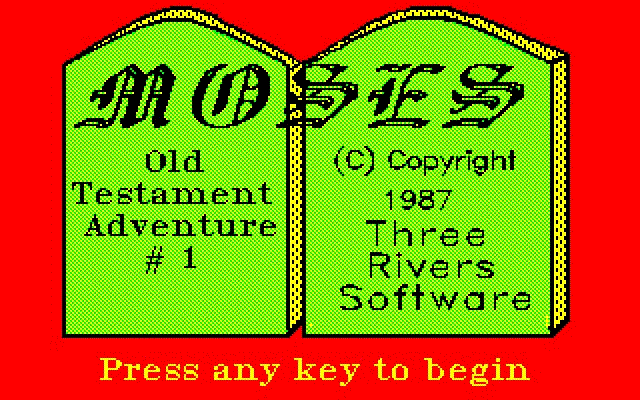 MOSES
Old
Testament
Adventure
# 1
(C) Copyright
1987
Three
Rivers
Software
Press any key to begin